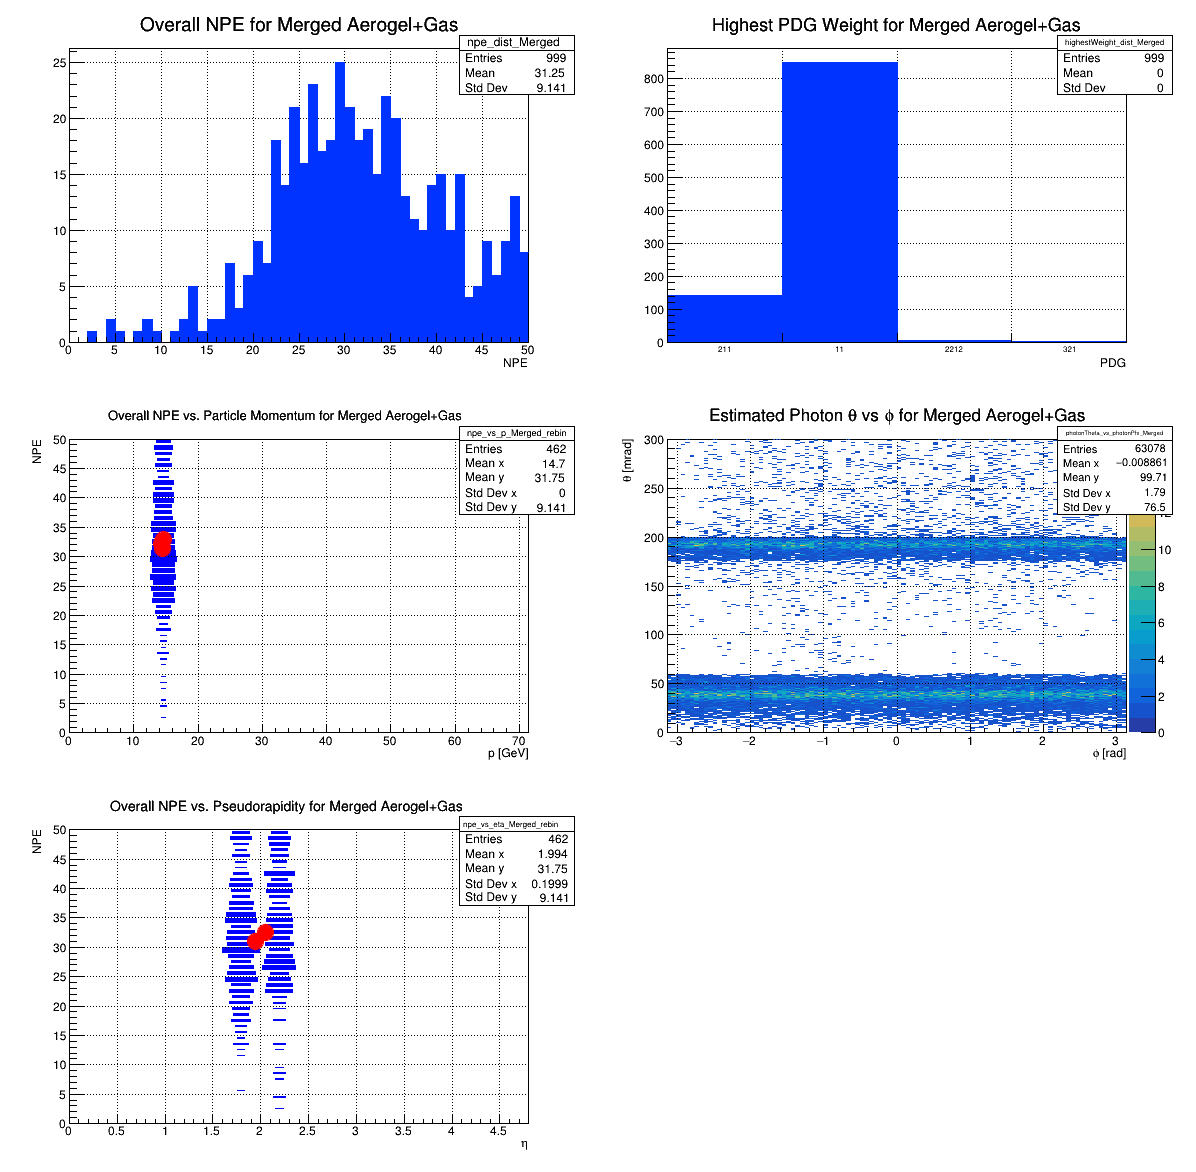 Overall NPE for Merged Aerogel+Gas
npe_dist_Merged
Entries 999
Mean 31.25
Std Dev 9.141
25
20
15
10
5
0
0 5 10 15 20 25 30 35 40 45 50
NPE
Highest PDG Weight for Merged Aerogel+Gas
highestWeight_dist_Merged
Entries 999
Mean 0
Std Dev 0
800
700
600
500
400
300
200
100
0
211 11 2212 321
PDG
Overall NPE vs. Particle Momentum for Merged Aerogel+Gas
npe_vs_p_Merged_rebin
Entries 462
Mean x 14.7
Mean y 31.75
Std Dev x 0
Std Dev y 9.141
NPE
50
45
40
35
30
25
20
15
10
5
0
0 10 20 30 40 50 60 70
p [GeV]
Estimated Photon θ vs ϕ for Merged Aerogel+Gas
photonTheta_vs_photonPhi_Merged
Entries 63078
Mean x −0.008861
Mean y 99.71
Std Dev x 1.79
Std Dev y 76.5
θ [mrad]
300
250
200
150
100
50
0
−3 −2 −1 0 1 2 3
ϕ [rad]
12
10
8
6
4
2
0
Overall NPE vs. Pseudorapidity for Merged Aerogel+Gas
npe_vs_eta_Merged_rebin
Entries 462
Mean x 1.994
Mean y 31.75
Std Dev x 0.1999
Std Dev y 9.141
NPE
50
45
40
35
30
25
20
15
10
5
0
0 0.5 1 1.5 2 2.5 3 3.5 4 4.5
η